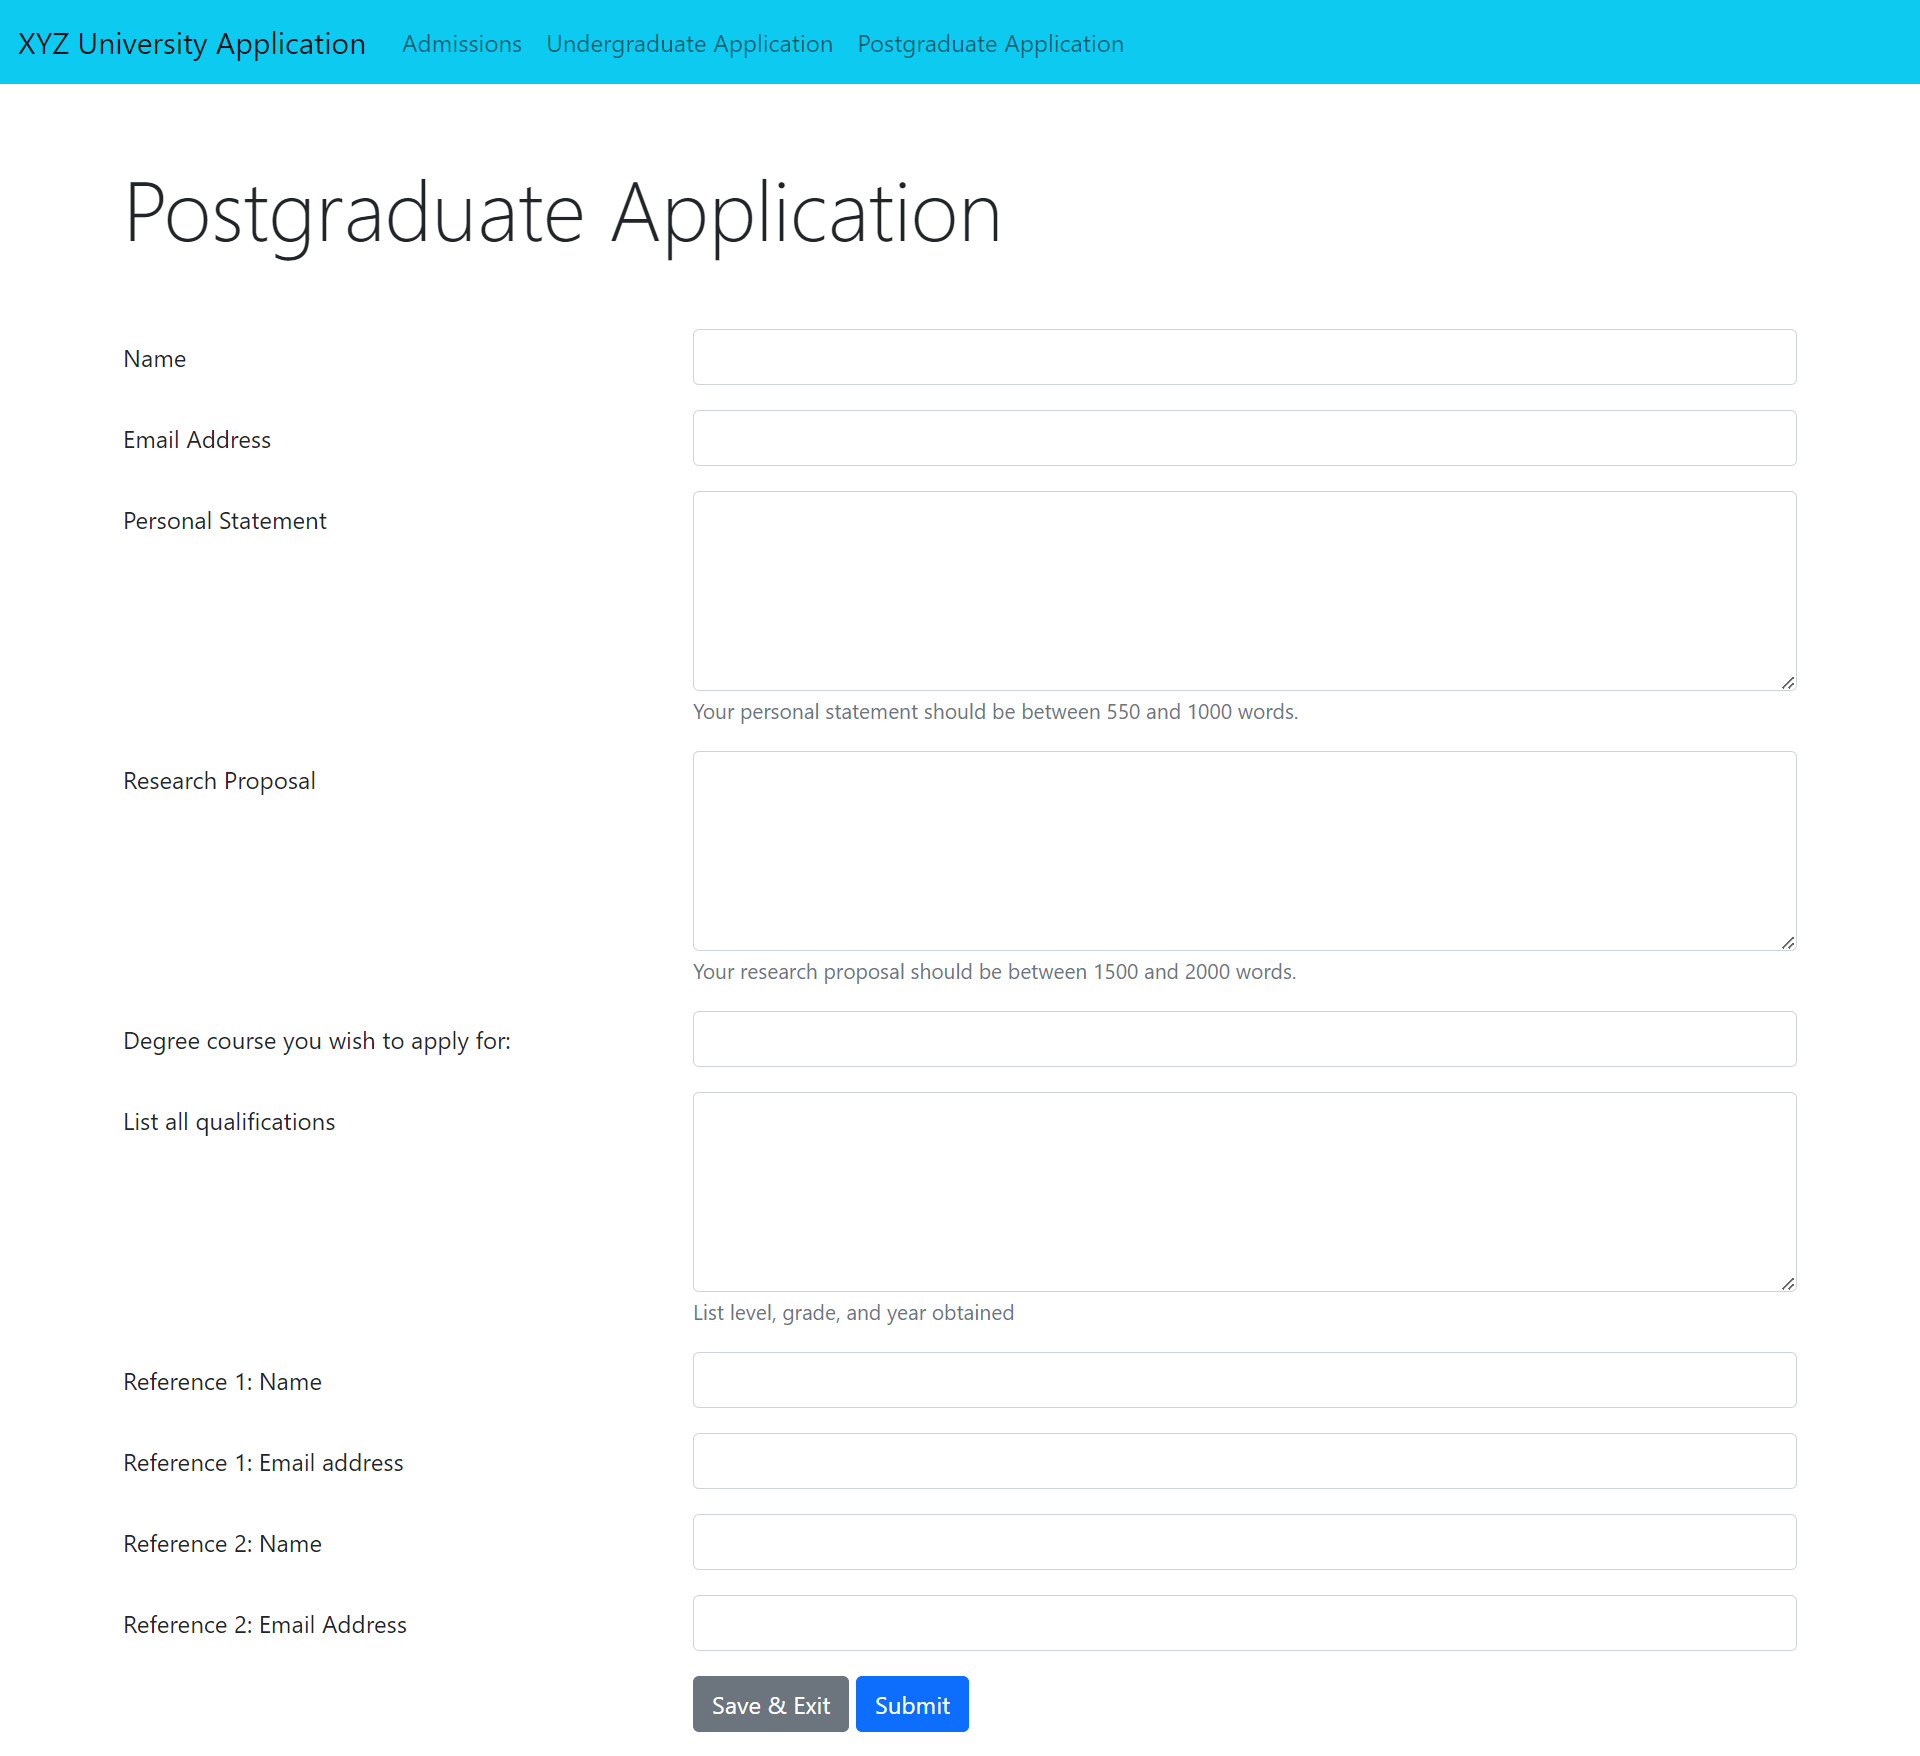 XYZ University Application Admissions Undergraduate Application Postgraduate Application
Postgraduate Application
Name
Email Address
Personal Statement
Your personal statement should be between 550 and 1000 words.
Research Proposal
Your research proposal should be between 1500 and 2000 words.
Degree course you wish to apply for:
List all qualifications
List level, grade, and year obtained
Reference 1: Name
Reference 1: Email address
Reference 2: Name
Reference 2: Email Address
Save & Exit Submit